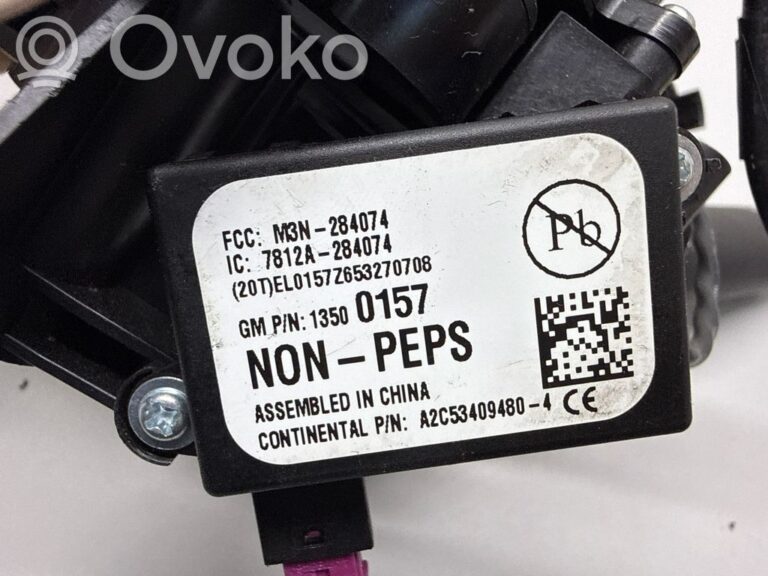 Ovoko
FCC: M3N-284074
IC: 7812A-284074
(20T)EL0157Z653270708
GM P/N: 1350 0157
NON-PEPS
ASSEMBLED IN CHINA
CONTINENTAL P/N: A2C53409480-4 CE
Pb